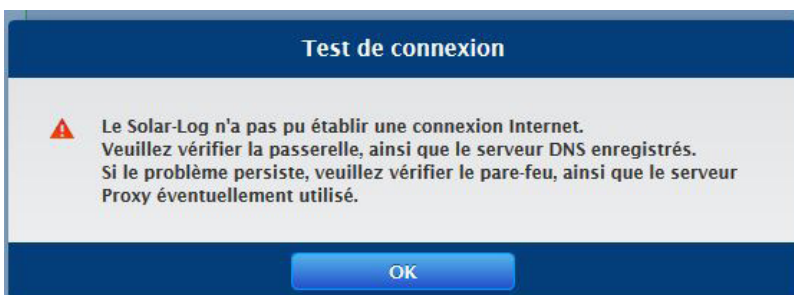 Test de connexion
Le Solar-Log n'a pas pu établir une connexion Internet.
Veuillez vérifier la passerelle, ainsi que le serveur DNS enregistrés.
Si le problème persiste, veuillez vérifier le pare-feu, ainsi que le serveur
Proxy éventuellement utilisé.
OK